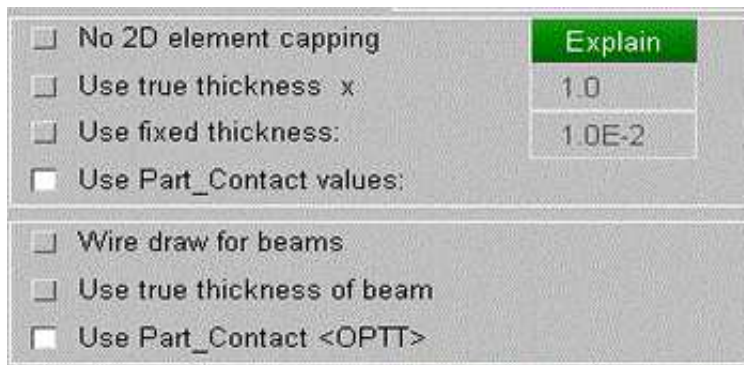 No 2D element capping Explain
Use true thickness x 1.0
Use fixed thickness: 1.0E-2
Use Part_Contact values:
Wire draw for beams
Use true thickness of beam
Use Part_Contact <OPTT>